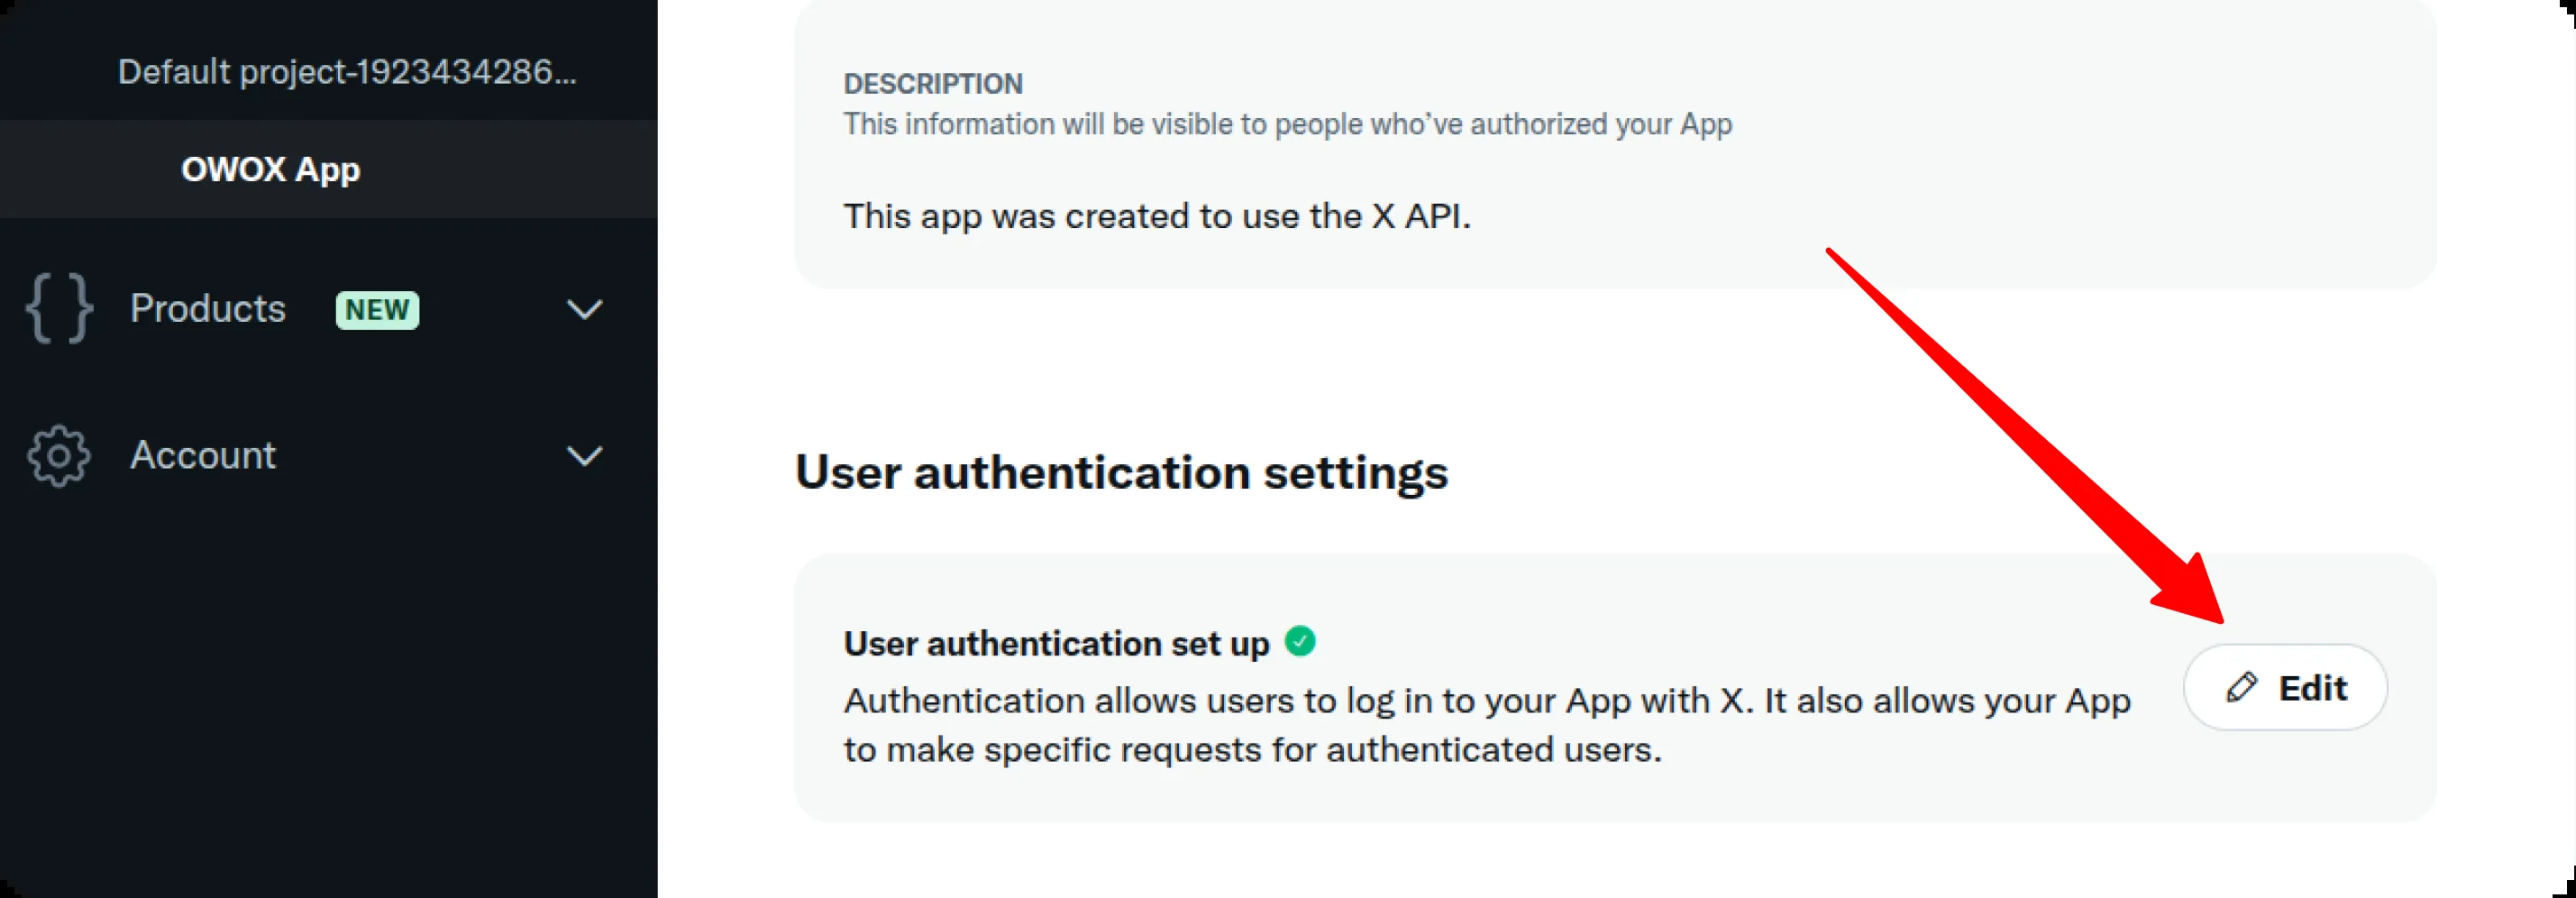 Default project-1923434286...
OWOX App
Products NEW
Account
DESCRIPTION
This information will be visible to people who’ve authorized your App
This app was created to use the X API.
User authentication settings
User authentication set up
Authentication allows users to log in to your App with X. It also allows your App
to make specific requests for authenticated users.
Edit